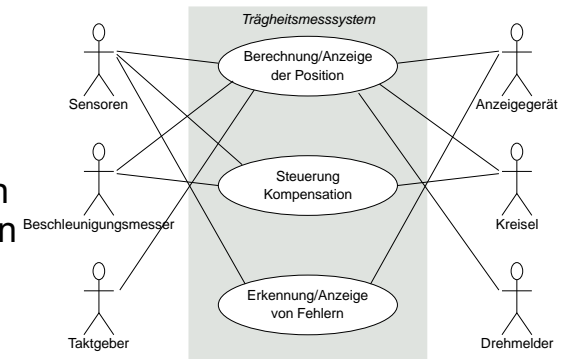 Trägheitsmesssystem
Berechnung/Anzeige
der Position
Sensoren
Anzeigegerät
Steuerung
Kompensation
n
n
Beschleunigungsmesser
Kreisel
Erkennung/Anzeige
von Fehlern
Taktgeber
Drehmelder